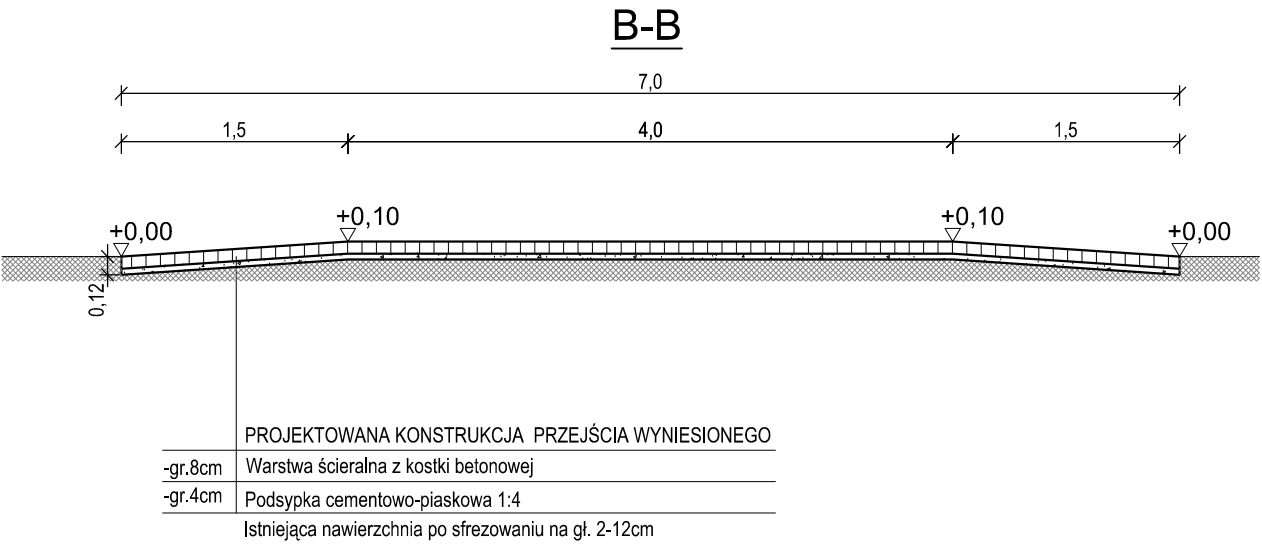 B-B
7,0
1,5
4,0
1,5
+0,00
+0,10
+0,10
+0,00
0,12
PROJEKTOWANA KONSTRUKCJA PRZEJŚCIA WYNIESIONEGO
-gr.8cm Warstwa ścieralna z kostki betonowej
-gr.4cm Podsypka cementowo-piaskowa 1:4
Istniejąca nawierzchnia po sfrezowaniu na gł. 2-12cm